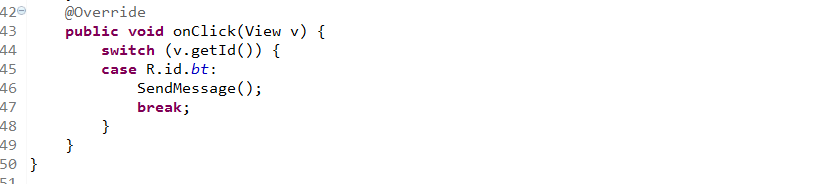 42 @Override
43 public void onClick(View v) {
44 switch (v.getId()) {
45 case R.id.bt:
46 SendMessage();
47 break;
48 }
49 }
50 }
51